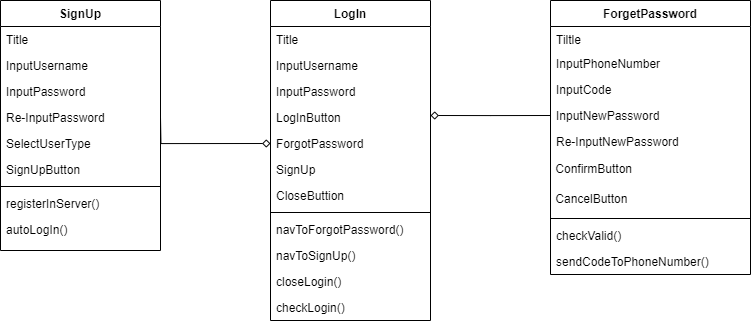 SignUp
Title
InputUsername
InputPassword
Re-InputPassword
SelectUserType
SignUpButton
registerInServer()
autoLogIn()
LogIn
Title
InputUsername
InputPassword
LogInButton
ForgotPassword
SignUp
CloseButtion
navToForgotPassword()
navToSignUp()
closeLogin()
checkLogin()
ForgetPassword
Tiltle
InputPhoneNumber
InputCode
InputNewPassword
Re-InputNewPassword
ConfirmButton
CancelButton
checkValid()
sendCodeToPhoneNumber()